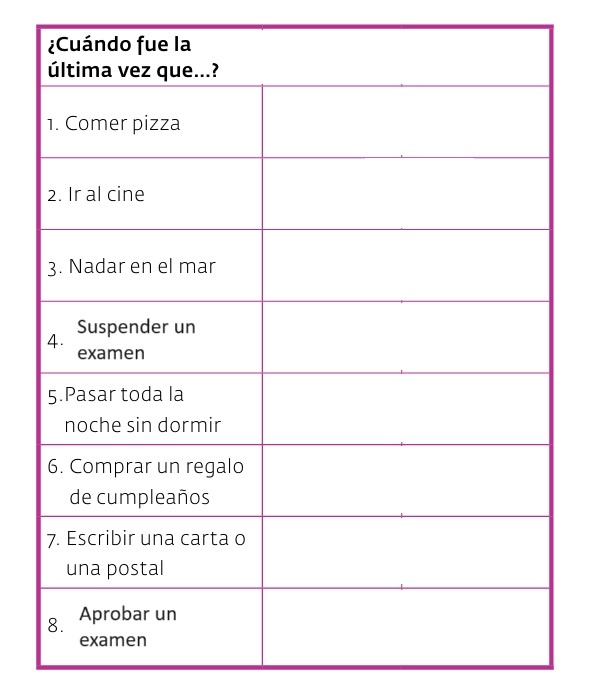 ¿Cuándo fue la
última vez que...?
1. Comer pizza
2. Ir al cine
3. Nadar en el mar
4. Suspender un
examen
5.Pasar toda la
noche sin dormir
6. Comprar un regalo
de cumpleaños
7. Escribir una carta o
una postal
8. Aprobar un
examen